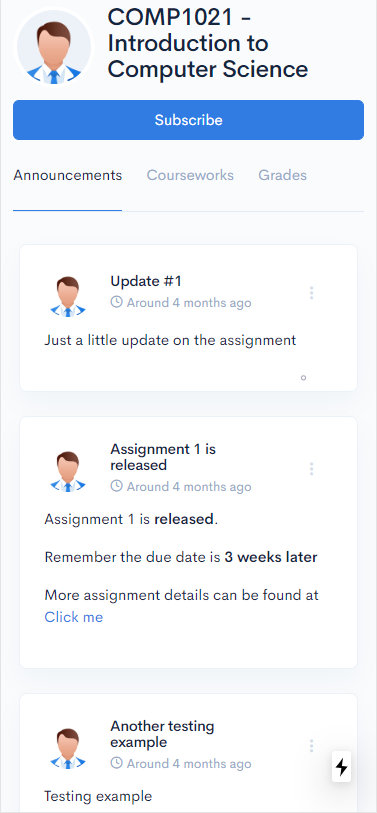 COMP1021 -
Introduction to
Computer Science
Subscribe
Announcements Courseworks Grades
Update #1
Around 4 months ago
Just a little update on the assignment
Assignment 1 is
released
Around 4 months ago
Assignment 1 is released.
Remember the due date is 3 weeks later
More assignment details can be found at
Click me
Another testing
example
Around 4 months ago
Testing example